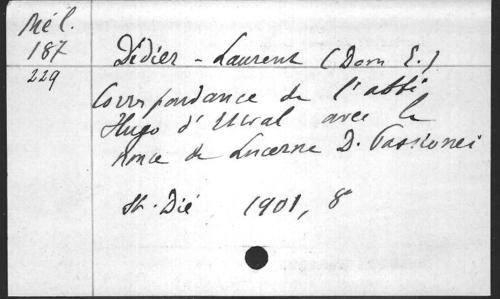 Mél.
187
229
Didier - Laurent (Dom E.)
Correspondance de l'abbé
Hugo d'Etival avec le
nonce de Lucerne D. Passionei
St. Dié 1901, 8